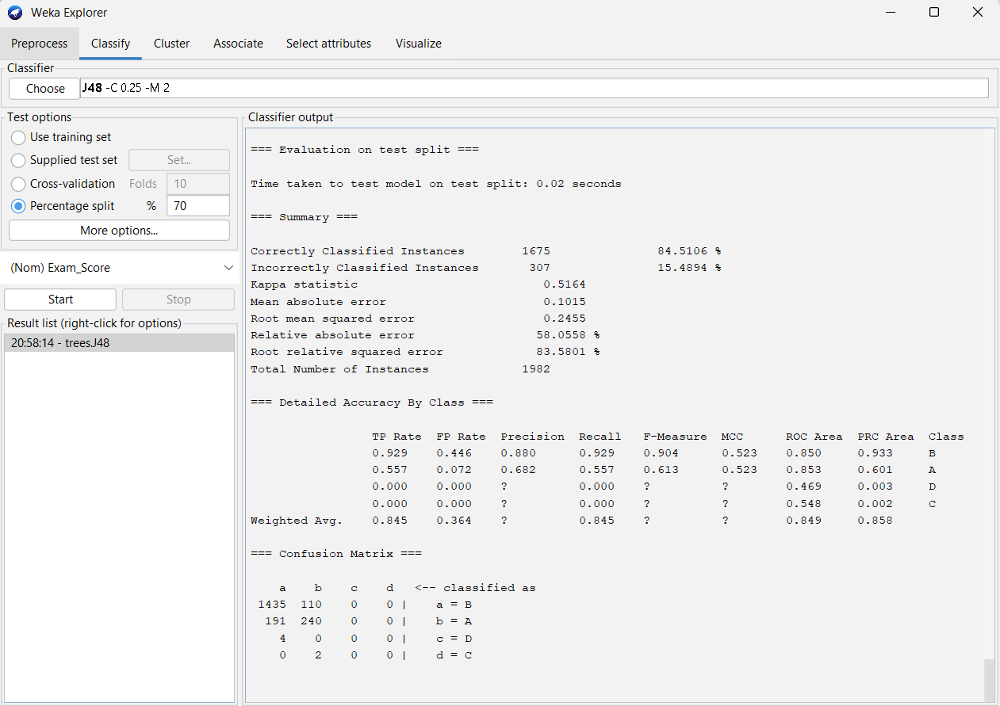 Weka Explorer
Preprocess Classify Cluster Associate Select attributes Visualize
Classifier
Choose J48 -C 0.25 -M 2
Test options
Use training set
Supplied test set Set...
Cross-validation Folds 10
Percentage split % 70
More options...
(Nom) Exam_Score
Start Stop
Result list (right-click for options)
20:58:14 - trees.J48
Classifier output
=== Evaluation on test split ===
Time taken to test model on test split: 0.02 seconds
=== Summary ===
Correctly Classified Instances 1675 84.5106 %
Incorrectly Classified Instances 307 15.4894 %
Kappa statistic 0.5164
Mean absolute error 0.1015
Root mean squared error 0.2455
Relative absolute error 58.0558 %
Root relative squared error 83.5801 %
Total Number of Instances 1982
=== Detailed Accuracy By Class ===
TP Rate FP Rate Precision Recall F-Measure MCC ROC Area PRC Area Class
0.929 0.446 0.880 0.929 0.904 0.523 0.850 0.933 B
0.557 0.072 0.682 0.557 0.613 0.523 0.853 0.601 A
0.000 0.000 ? 0.000 ? ? 0.469 0.003 D
0.000 0.000 ? 0.000 ? ? 0.548 0.002 C
Weighted Avg. 0.845 0.364 ? 0.845 ? ? 0.849 0.858
=== Confusion Matrix ===
a b c d <-- classified as
1435 110 0 0 | a = B
191 240 0 0 | b = A
4 0 0 0 | c = D
0 2 0 0 | d = C